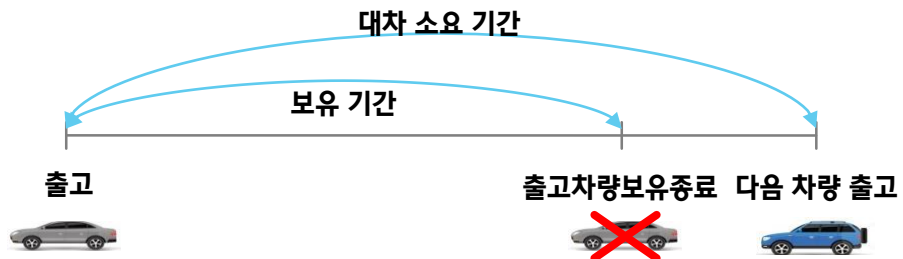 대차 소요 기간
보유 기간
출고
출고차량보유종료
다음 차량 출고